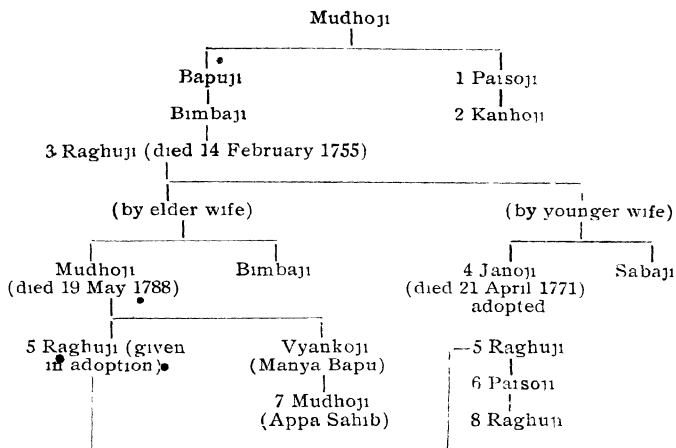 Mudhoji
Bapuji 1 Parsoji
Bimbaji 2 Kanhoji
3. Raghuji (died 14 February 1755)
(by elder wife) (by younger wife)
Mudhoji Bimbaji 4 Janoji Sabaji
(died 19 May 1788) (died 21 April 1771)
adopted
5 Raghuji (given Vyankoji 5 Raghuji
in adoption) (Manya Bapu)
6 Parsoji
7 Mudhoji
(Appa Sahib) 8 Raghuji